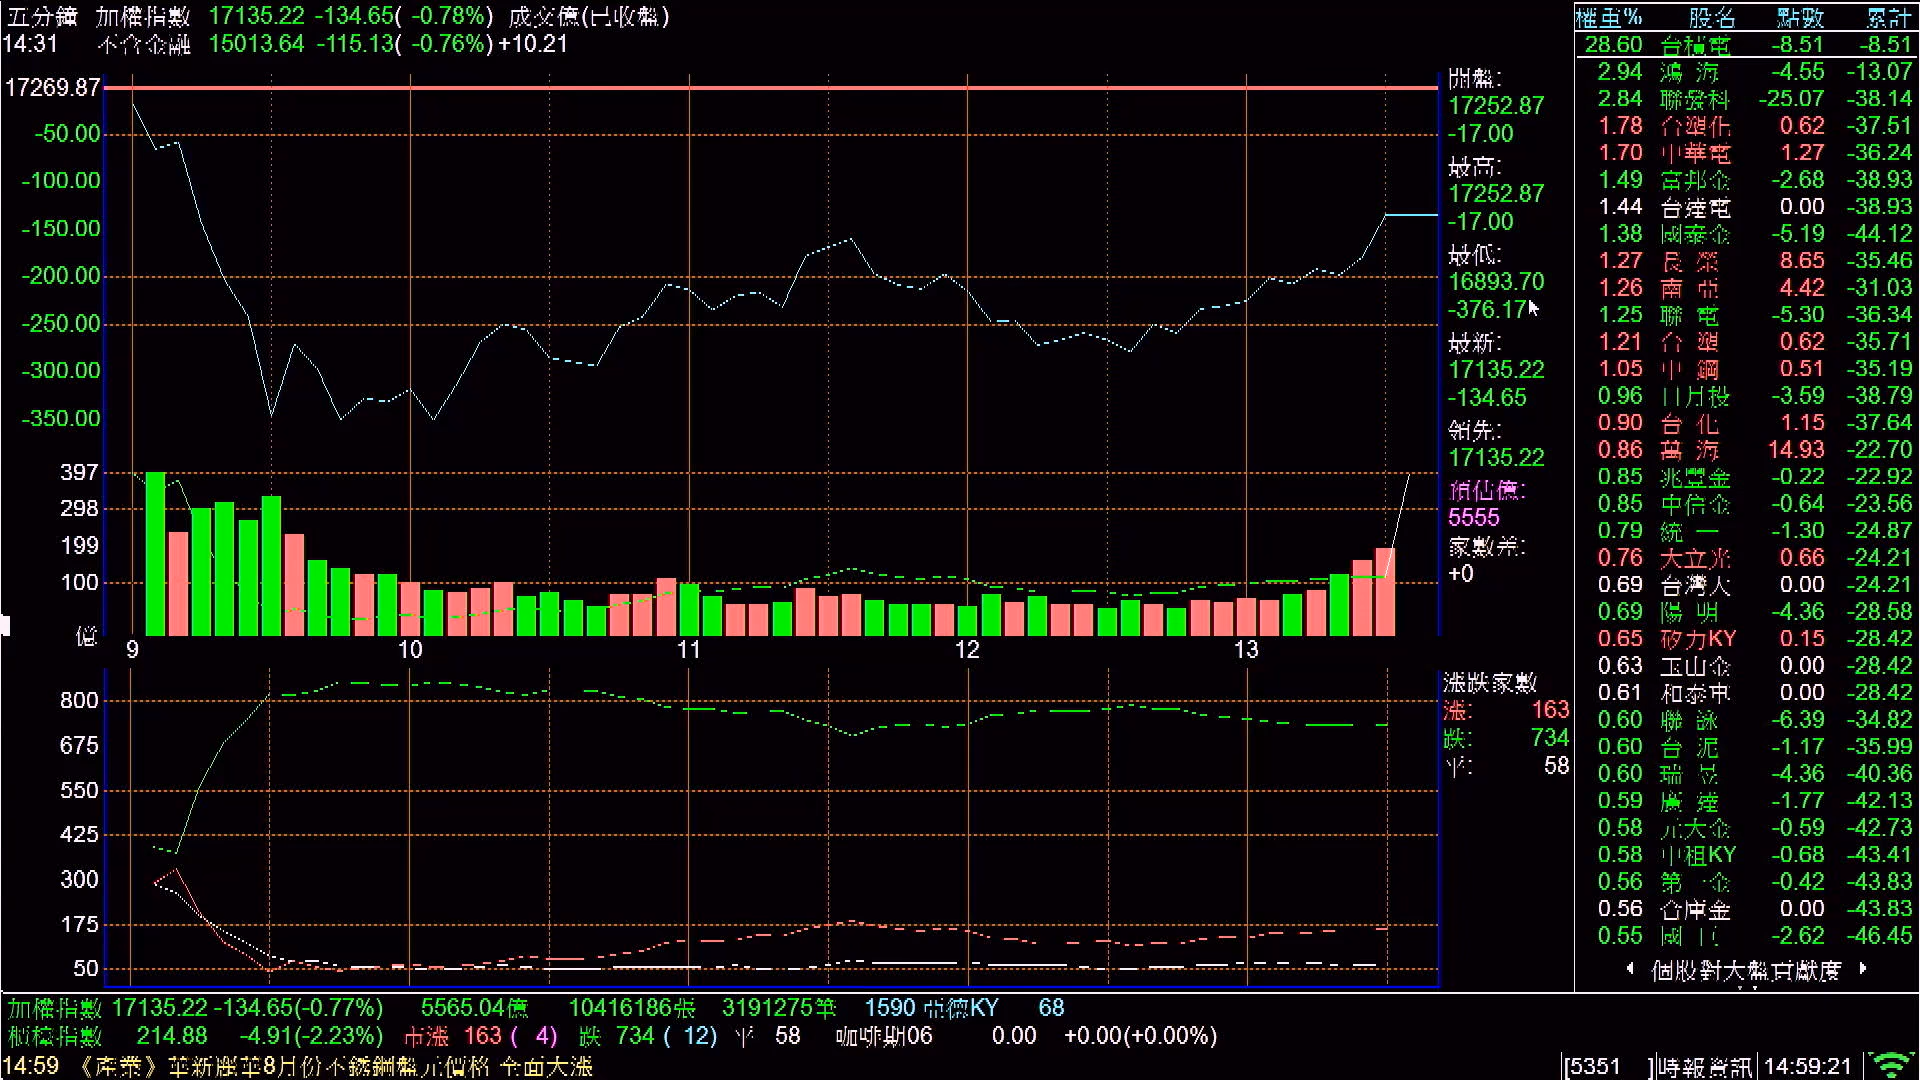 五分鐘 加權指數 17135.22 -134.65( -0.78%) 成交億(已收盤)
14:31 不含金融 15013.64 -115.13( -0.76%) +10.21
17269.87
-50.00
-100.00
-150.00
-200.00
-250.00
-300.00
-350.00
397
298
199
100
億
9 10 11 12 13
開盤:
17252.87
-17.00
最高:
17252.87
-17.00
最低:
16893.70
-376.17
最新:
17135.22
-134.65
領先:
17135.22
預估億:
5555
家數差:
+0
800
675
550
425
300
175
50
漲跌家數
漲: 163
跌: 734
平: 58
權重% 股名 點數 累計
28.60 台積電 -8.51 -8.51
2.94 鴻海 -4.55 -13.07
2.84 聯發科 -25.07 -38.14
1.78 台塑化 0.62 -37.51
1.70 中華電 1.27 -36.24
1.49 富邦金 -2.68 -38.93
1.44 台達電 0.00 -38.93
1.38 國泰金 -5.19 -44.12
1.27 長榮 8.65 -35.46
1.26 南亞 4.42 -31.03
1.25 聯電 -5.30 -36.34
1.21 台塑 0.62 -35.71
1.05 中鋼 0.51 -35.19
0.96 日月投 -3.59 -38.79
0.90 台化 1.15 -37.64
0.86 萬海 14.93 -22.70
0.85 兆豐金 -0.22 -22.92
0.85 中信金 -0.64 -23.56
0.79 統一 -1.30 -24.87
0.76 大立光 0.66 -24.21
0.69 台灣大 0.00 -24.21
0.69 陽明 -4.36 -28.58
0.65 矽力KY 0.15 -28.42
0.63 玉山金 0.00 -28.42
0.61 和泰車 0.00 -28.42
0.60 聯詠 -6.39 -34.82
0.60 台泥 -1.17 -35.99
0.60 瑞昱 -4.36 -40.36
0.59 廣達 -1.77 -42.13
0.58 元大金 -0.59 -42.73
0.58 中租KY -0.68 -43.41
0.56 第一金 -0.42 -43.83
0.56 合庫金 0.00 -43.83
0.55 國巨 -2.62 -46.45
個股對大盤貢獻度
加權指數 17135.22 -134.65(-0.77%) 5565.04億 10416186張 3191275筆 1590 亞德KY 68
櫃檯指數 214.88 -4.91(-2.23%) 市漲 163 ( 4) 跌 734 ( 12) 平 58 咖啡期06 0.00 +0.00(+0.00%)
14:59 《產業》華新麗華8月份不銹鋼盤元價格 全面大漲
[5351 ]時報資訊 14:59:21